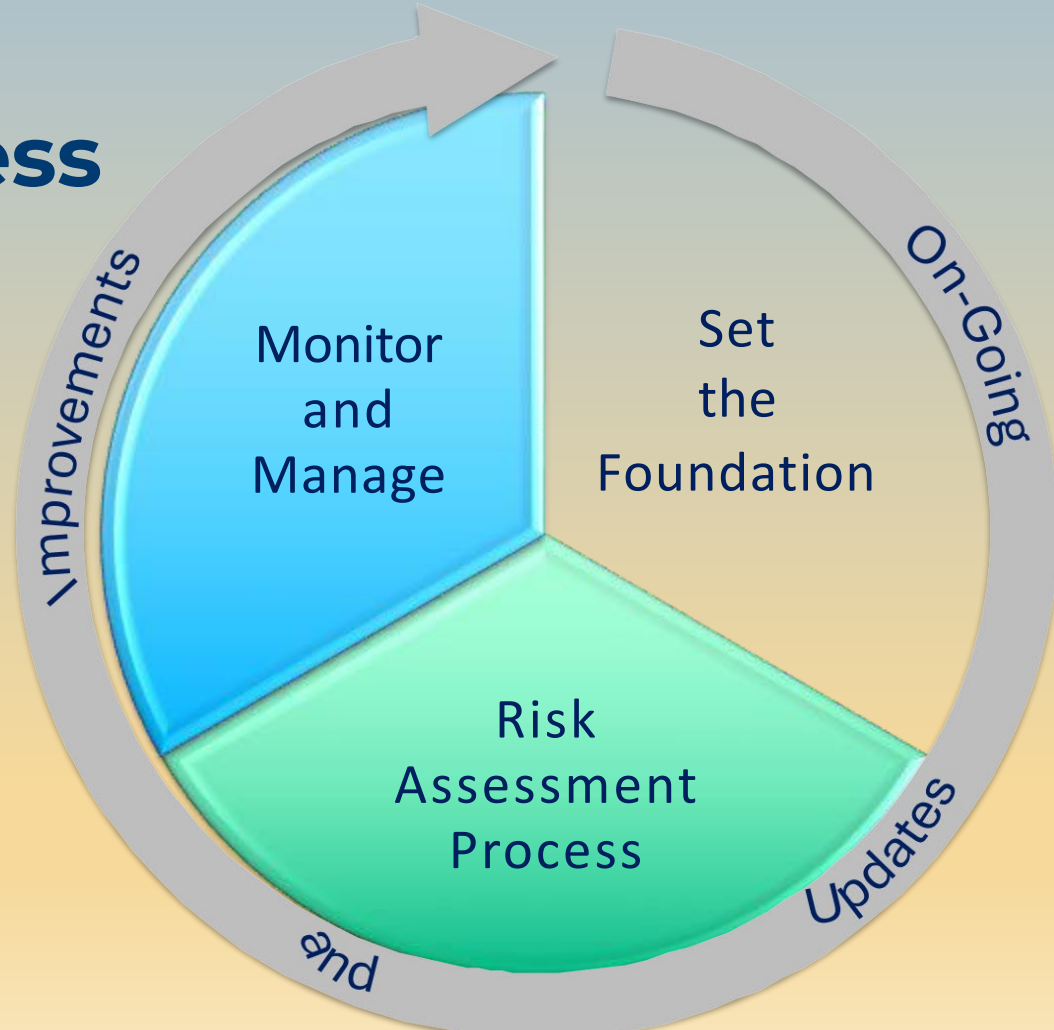 ess
Monitor
and
Manage
Set
the
Foundation
Risk
Assessment
Process
On-Going
Updates
and
Improvements